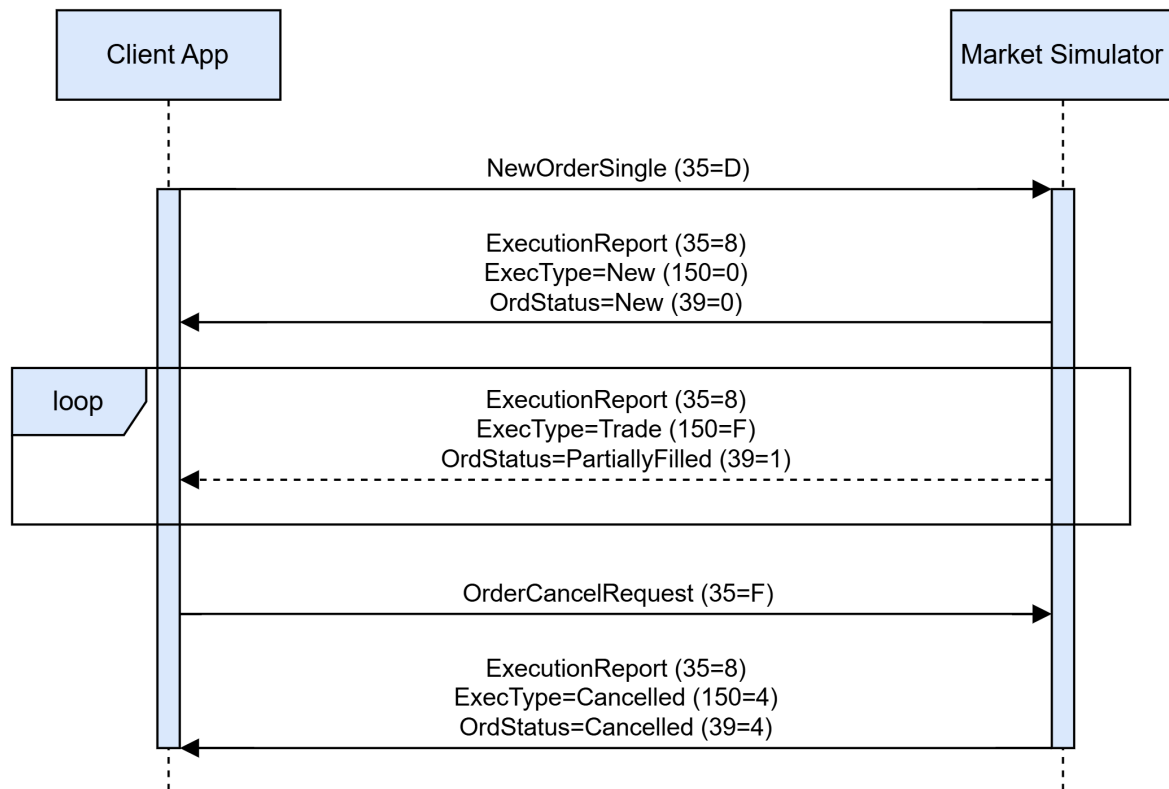 Client App
Market Simulator
NewOrderSingle (35=D)
ExecutionReport (35=8)
ExecType=New (150=0)
OrdStatus=New (39=0)
loop
ExecutionReport (35=8)
ExecType=Trade (150=F)
OrdStatus=PartiallyFilled (39=1)
OrderCancelRequest (35=F)
ExecutionReport (35=8)
ExecType=Cancelled (150=4)
OrdStatus=Cancelled (39=4)